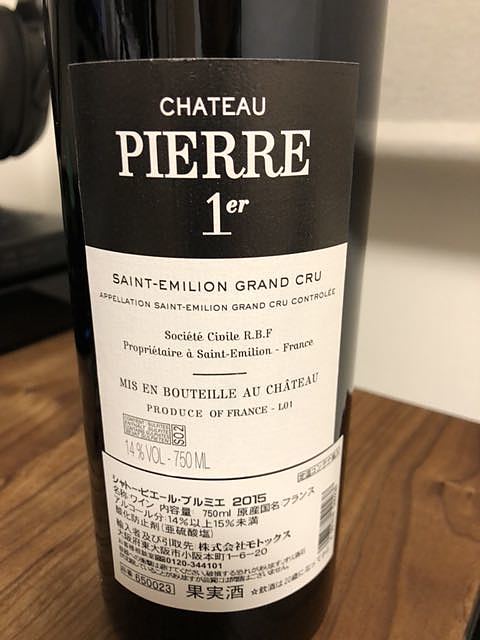 CHATEAU
PIERRE
1er
SAINT-EMILION GRAND CRU
APPELLATION SAINT-EMILION GRAND CRU CONTRÔLÉE
Société Civile R.B.F
Propriétaire à Saint-Emilion - France
MIS EN BOUTEILLE AU CHÂTEAU
PRODUCE OF FRANCE - L01
14%VOL - 750 ML
シャトー・ピエール・プルミエ 2015
名称:ワイン 内容量: 750ml 原産国名:フランス
アルコール分:14%以上15%未満
酸化防止剤(亜硫酸塩)
輸入者及び引取先 株式会社モトックス
大阪府東大阪市小阪本町1-6-20
0120-344101
650023 果実酒